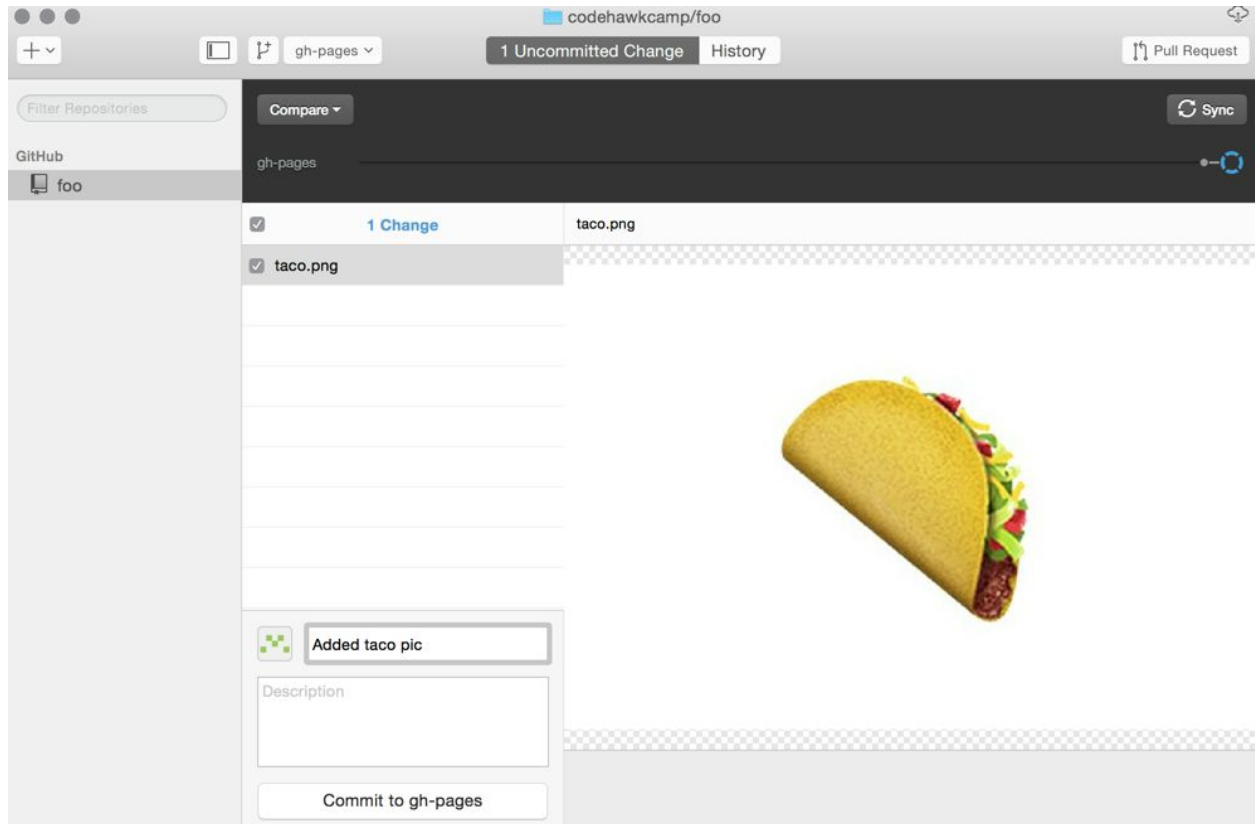 codehawkcamp/foo
gh-pages
1 Uncommitted Change
History
Pull Request
Filter Repositories
Compare
Sync
GitHub
gh-pages
foo
1 Change
taco.png
taco.png
Added taco pic
Description
Commit to gh-pages